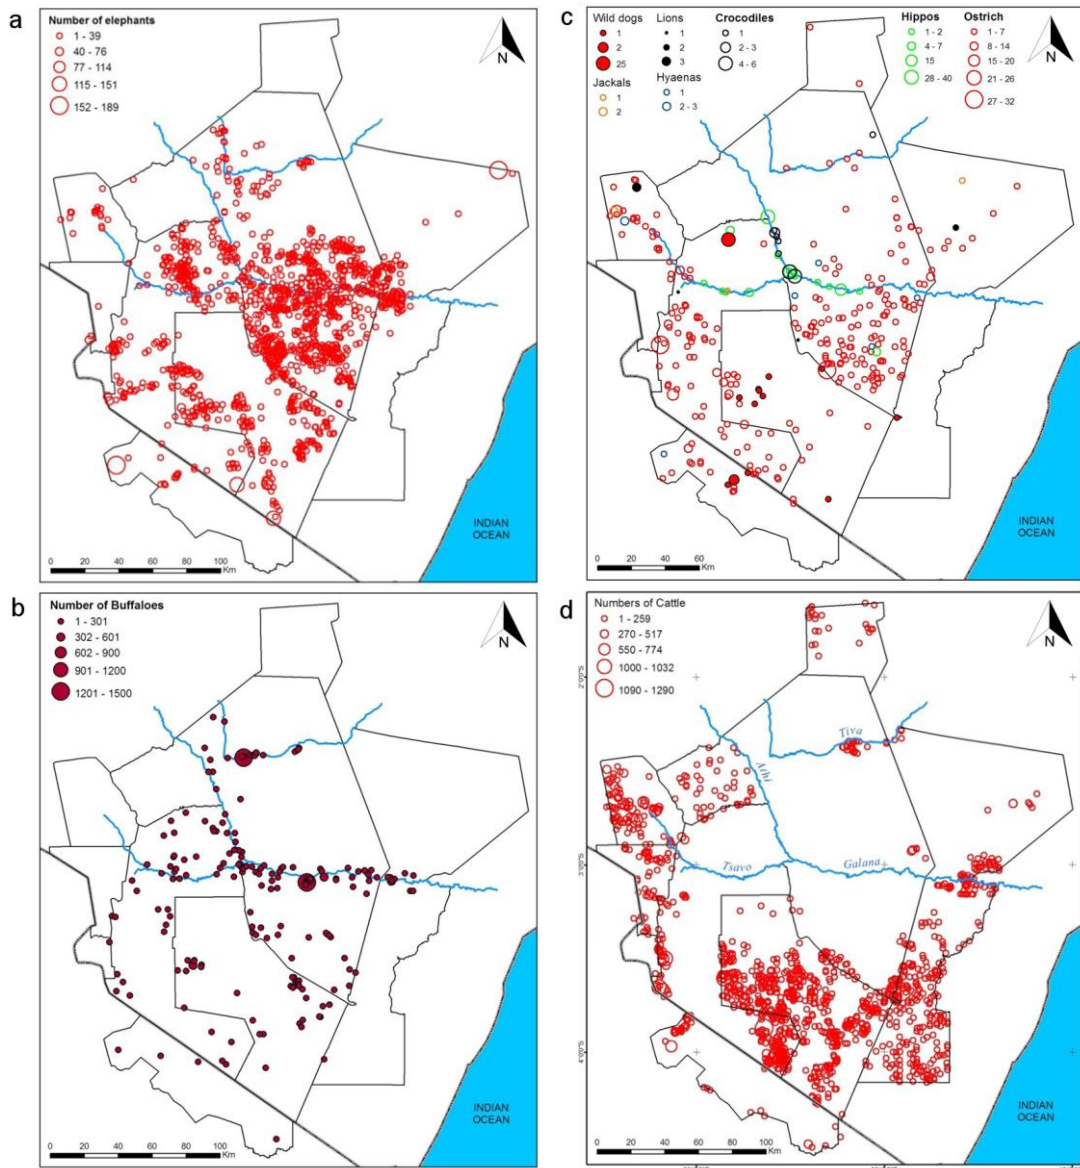 a
Number of elephants
1 - 39
40 - 76
77 - 114
115 - 151
152 - 189
N
INDIAN
OCEAN
0 20 40 60 80 100
Km
c
Wild dogs
1
2
25
Jackals
1
2
Lions
1
2
3
Hyaenas
1
2 - 3
Crocodiles
1
2 - 3
4 - 6
Hippos
1 - 2
4 - 7
15
28 - 40
Ostrich
1 - 7
8 - 14
15 - 20
21 - 26
27 - 32
N
INDIAN
OCEAN
0 20 40 60
Km
b
Number of Buffaloes
1 - 301
302 - 601
602 - 900
901 - 1200
1201 - 1500
N
INDIAN
OCEAN
0 20 40 60 80 100
Km
d
Numbers of Cattle
1 - 259
270 - 517
550 - 774
1000 - 1032
1090 - 1290
N
2°0'0"S
Tiva
Athi
3°0'0"S
Tsavo
Galana
4°0'0"S
INDIAN
OCEAN
0 20 40 60 80 100
Km